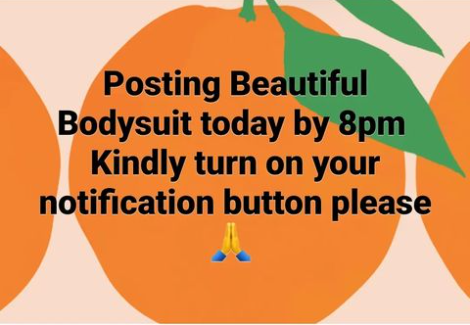 Posting Beautiful
Bodysuit today by 8pm
Kindly turn on your
notification button please
🙏